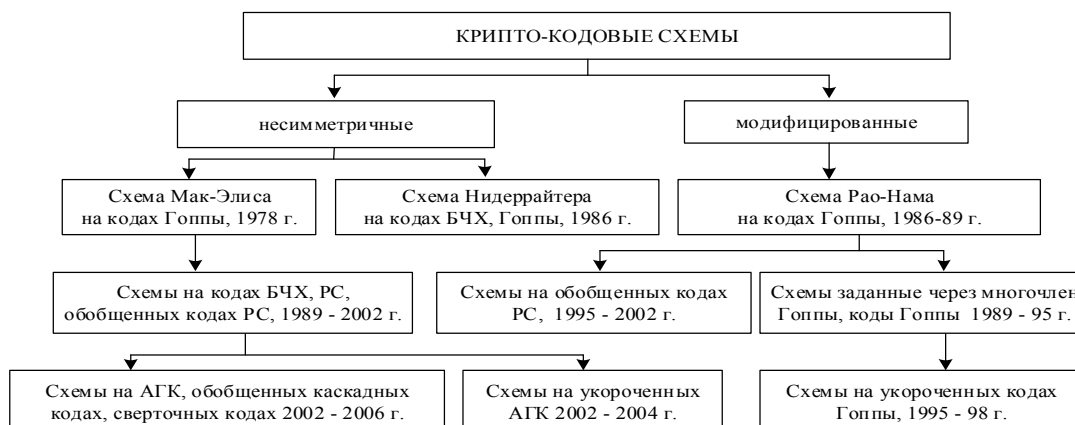 КРИПТО-КОДОВЫЕ СХЕМЫ
несимметричные
модифицированные
Схема Мак-Элиса
на кодах Гоппы, 1978 г.
Схема Нидеррайтера
на кодах БЧХ, Гоппы, 1986 г.
Схема Рао-Нама
на кодах Гоппы, 1986-89 г.
Схемы на кодах БЧХ, РС,
обобщенных кодах РС, 1989 - 2002 г.
Схемы на обобщенных кодах
РС, 1995 - 2002 г.
Схемы заданные через многочлен
Гоппы, коды Гоппы 1989 - 95 г.
Схемы на АГК, обобщенных каскадных
кодах, сверточных кодах 2002 - 2006 г.
Схемы на укороченных
АГК 2002 - 2004 г.
Схемы на укороченных кодах
Гоппы, 1995 - 98 г.